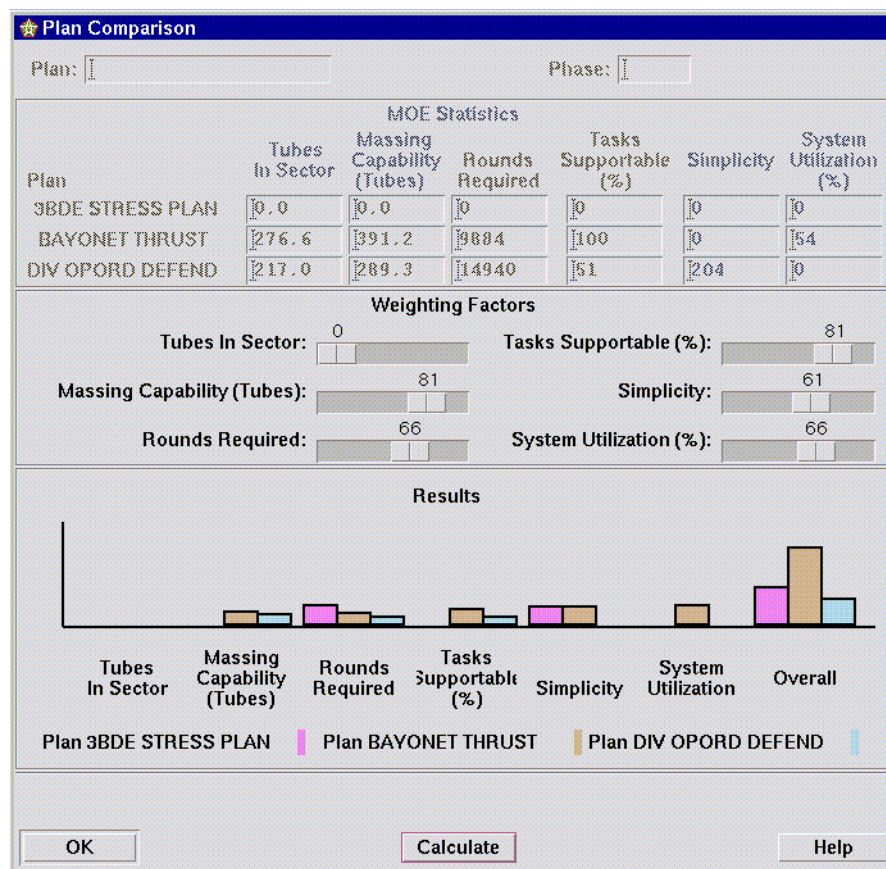 Plan Comparison
Plan: Phase:
MOE Statistics
Plan Tubes In Sector Massing Capability (Tubes) Rounds Required Tasks Supportable (%) Simplicity System Utilization (%)
3BDE STRESS PLAN 0.0 0.0 0 0 0 0
BAYONET THRUST 276.6 391.2 9884 100 0 54
DIV OPORD DEFEND 217.0 289.3 14940 51 204 0
Weighting Factors
Tubes In Sector: 0 Tasks Supportable (%): 81
Massing Capability (Tubes): 81 Simplicity: 61
Rounds Required: 66 System Utilization (%): 66
Results
Tubes In Sector Massing Capability (Tubes) Rounds Required Tasks Supportable (%) Simplicity System Utilization Overall
Plan 3BDE STRESS PLAN Plan BAYONET THRUST Plan DIV OPORD DEFEND
OK Calculate Help